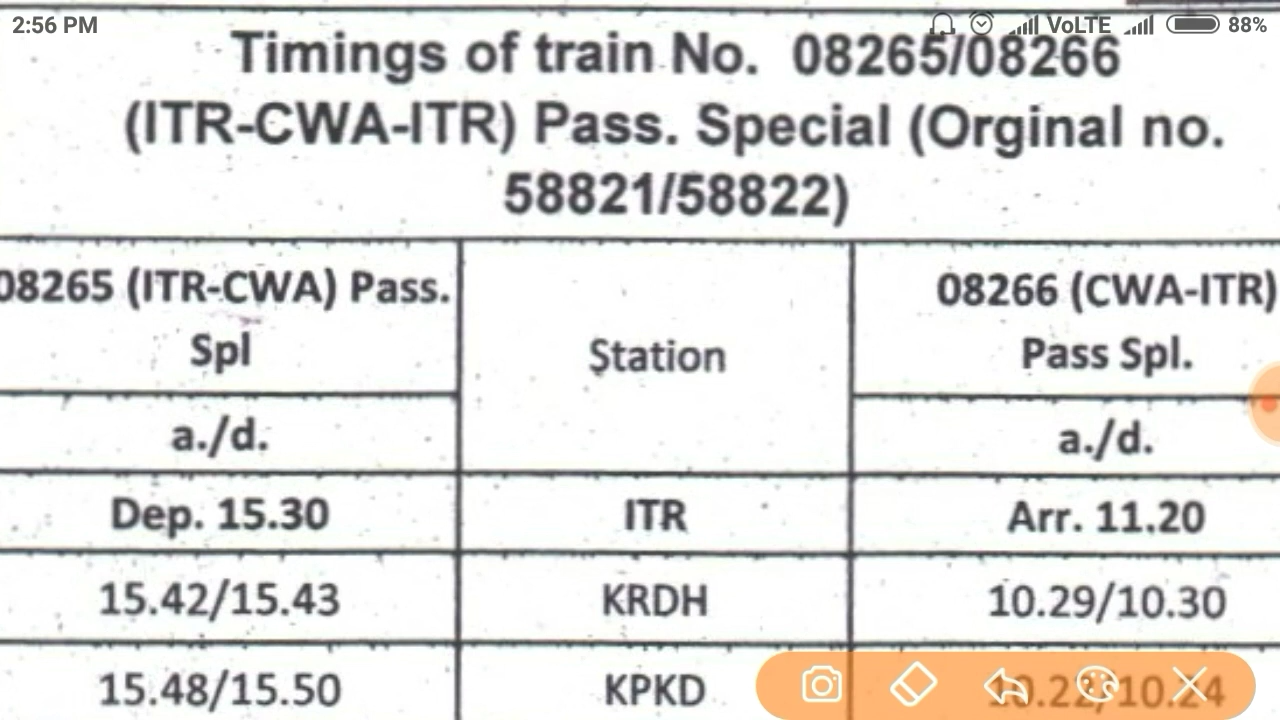 2:56 PM VoLTE 88%
Timings of train No. 08265/08266
(ITR-CWA-ITR) Pass. Special (Orginal no.
58821/58822)
08265 (ITR-CWA) Pass.
Spl
Station
08266 (CWA-ITR)
Pass Spl.
a./d.
a./d.
Dep. 15.30 ITR Arr. 11.20
15.42/15.43 KRDH 10.29/10.30
15.48/15.50 KPKD